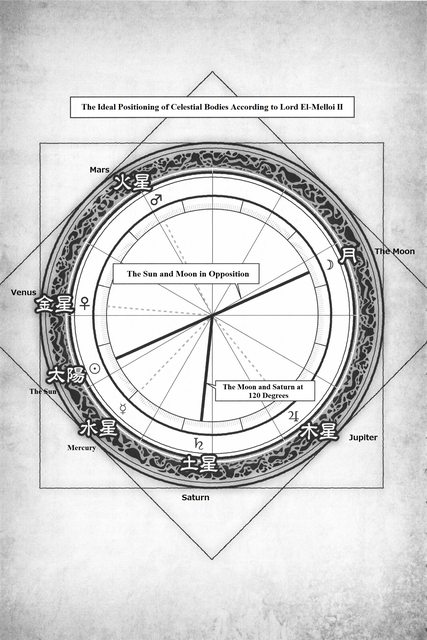 The Ideal Positioning of Celestial Bodies According to Lord El-Melloi II
Mars
火星
♂
月
The Moon
☽
The Sun and Moon in Opposition
Venus
金星
♀
太陽
☉
The Sun
The Moon and Saturn at
120 Degrees
☿
水星
Mercury
♃
木星
Jupiter
♄
土星
Saturn